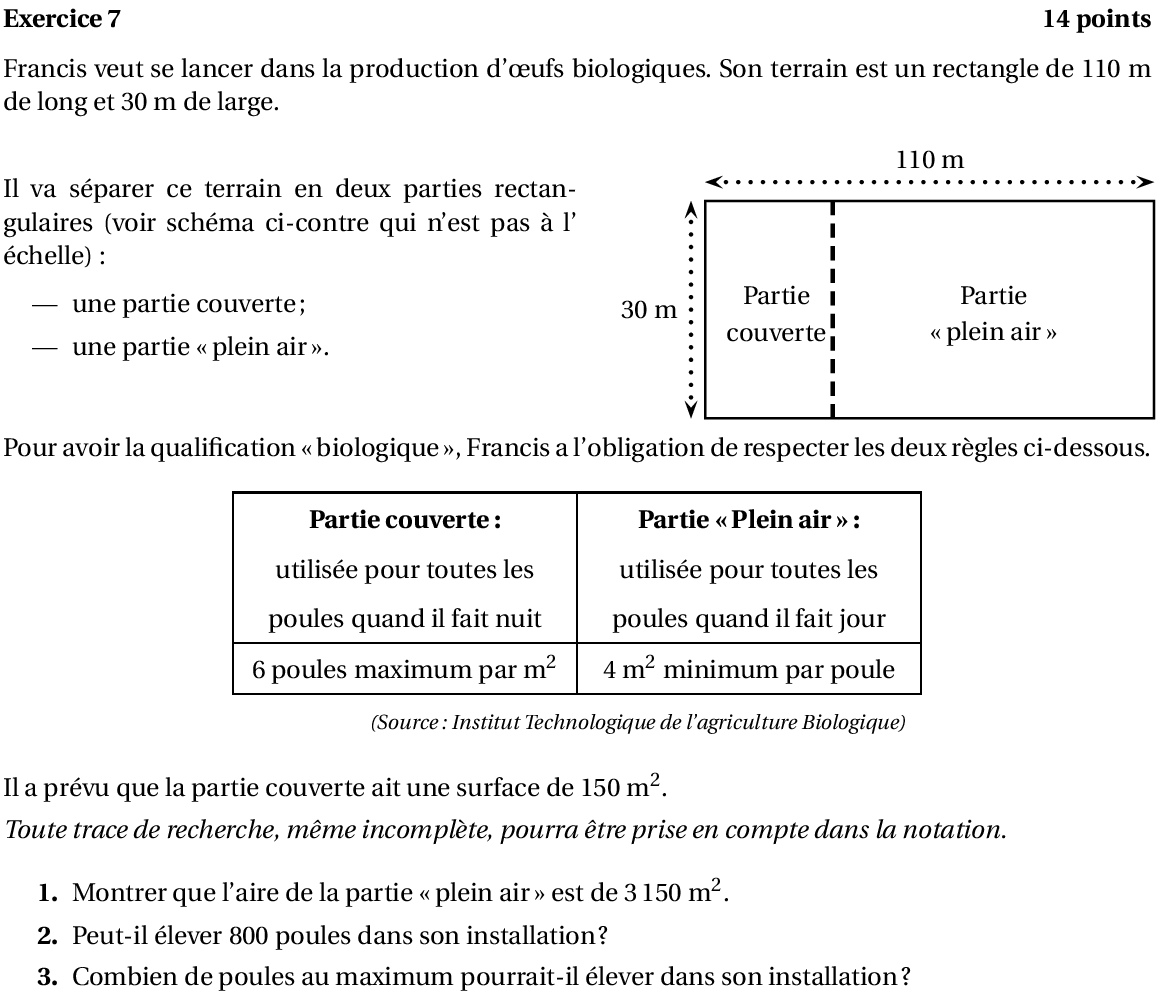 Exercice 7 14 points
Francis veut se lancer dans la production d’œufs biologiques. Son terrain est un rectangle de 110 m
de long et 30 m de large.
Il va séparer ce terrain en deux parties rectan-
gulaires (voir schéma ci-contre qui n’est pas à l’
échelle) :
— une partie couverte ;
— une partie « plein air ».
110 m
30 m
Partie
couverte
Partie
« plein air »
Pour avoir la qualification « biologique », Francis a l’obligation de respecter les deux règles ci-dessous.
Partie couverte : Partie « Plein air » :
utilisée pour toutes les utilisée pour toutes les
poules quand il fait nuit poules quand il fait jour
6 poules maximum par m² 4 m² minimum par poule
(Source : Institut Technologique de l’agriculture Biologique)
Il a prévu que la partie couverte ait une surface de 150 m².
Toute trace de recherche, même incomplète, pourra être prise en compte dans la notation.
1. Montrer que l’aire de la partie « plein air » est de 3 150 m².
2. Peut-il élever 800 poules dans son installation ?
3. Combien de poules au maximum pourrait-il élever dans son installation ?